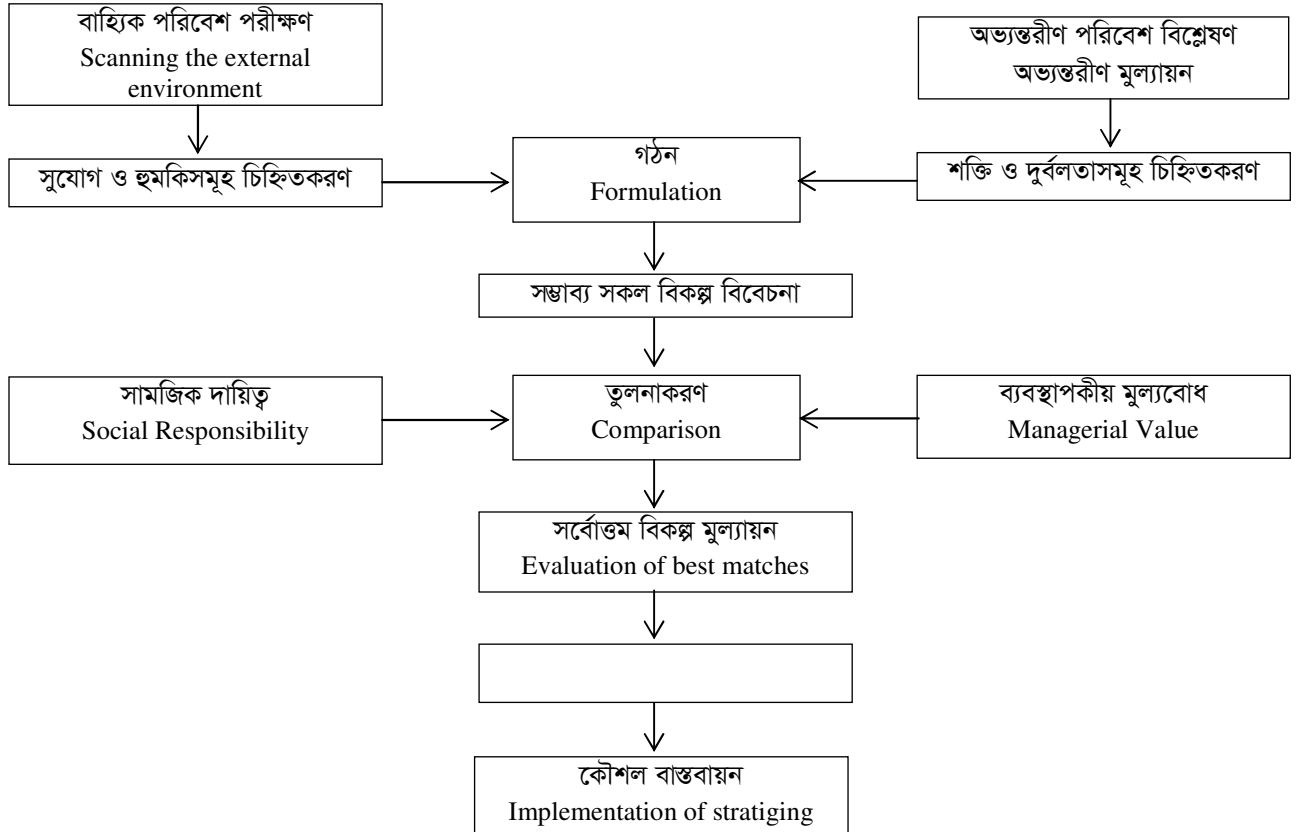 বাহ্যিক পরিবেশ পরীক্ষণ
Scanning the external
environment
অভ্যন্তরীণ পরিবেশ বিশ্লেষণ
অভ্যন্তরীণ মুল্যায়ন
সুযোগ ও হুমকিসমূহ চিহ্নিতকরণ
গঠন
Formulation
শক্তি ও দুর্বলতাসমূহ চিহ্নিতকরণ
সম্ভাব্য সকল বিকল্প বিবেচনা
সামজিক দায়িত্ব
Social Responsibility
তুলনাকরণ
Comparison
ব্যবস্থাপকীয় মুল্যবোধ
Managerial Value
সর্বোত্তম বিকল্প মুল্যায়ন
Evaluation of best matches
কৌশল বাস্তবায়ন
Implementation of stratiging